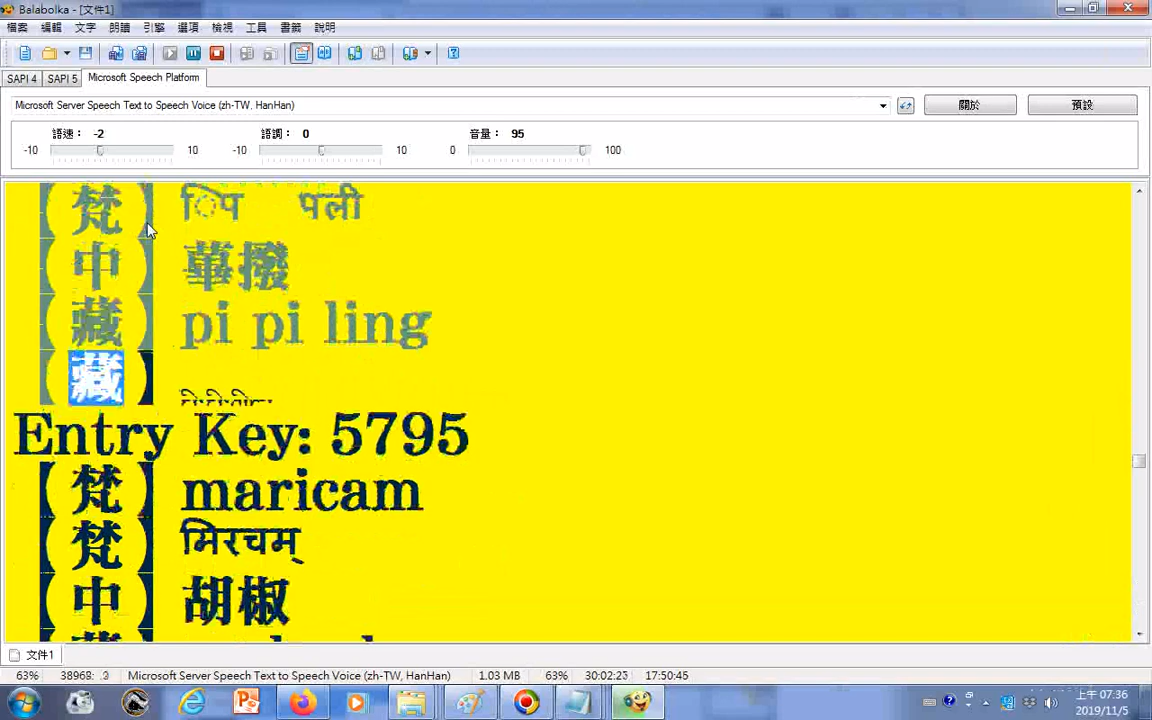 Balabolka - [文件1]
檔案 編輯 文字 朗讀 引擎 選項 檢視 工具 書籤 說明
SAPI 4 SAPI 5 Microsoft Speech Platform
Microsoft Server Speech Text to Speech Voice (zh-TW, HanHan) 關於 預設
語速： -2 語調： 0 音量： 95
-10 10 -10 10 0 100
【梵】 पली
【中】 蓽撥
【藏】 pi pi ling
【藏】
Entry Key: 5795
【梵】 maricam
【梵】 मिरचम्
【中】 胡椒
文件1
63% Microsoft Server Speech Text to Speech Voice (zh-TW, HanHan) 1.03 MB 63% 30:02:23 17:50:45
上午 07:36
2019/11/5